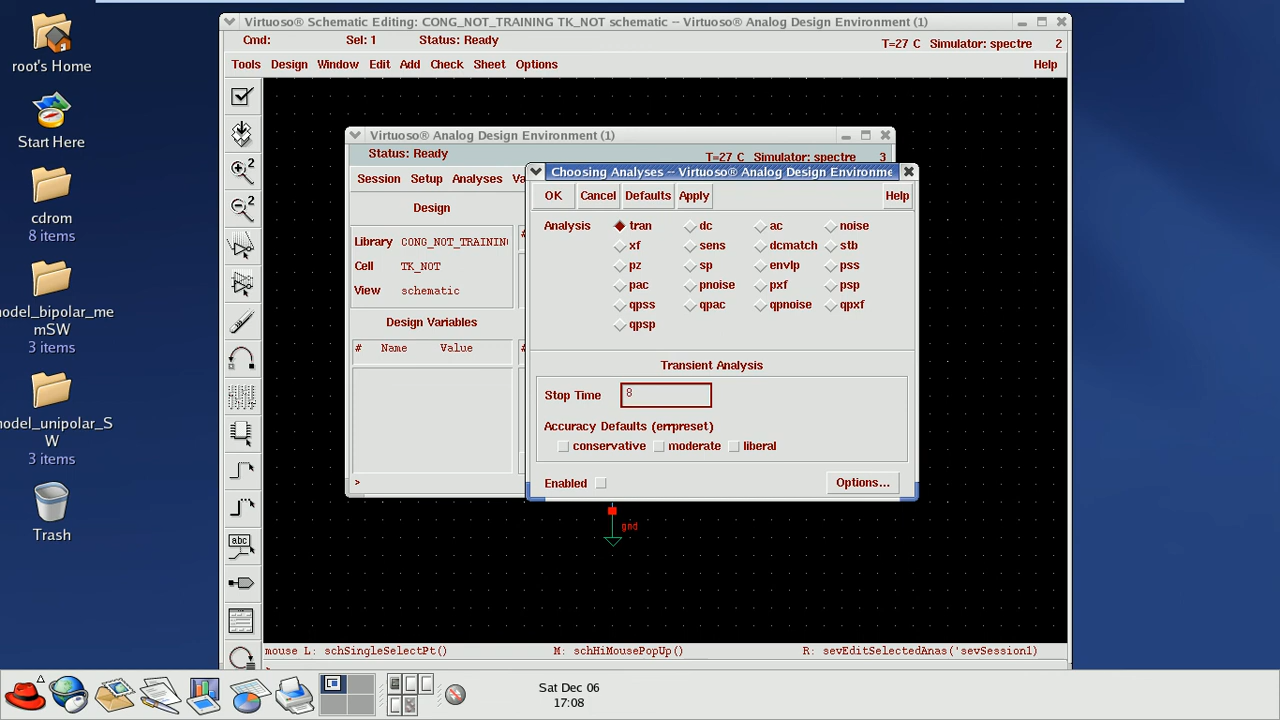 root's Home
Start Here
cdrom
8 items
nodel_bipolar_me
mSW
3 items
nodel_unipolar_S
W
3 items
Trash
Virtuoso® Schematic Editing: CONG_NOT_TRAINING TK_NOT schematic -- Virtuoso® Analog Design Environment (1)
Cmd: Sel: 1 Status: Ready T=27 C Simulator: spectre 2
Tools Design Window Edit Add Check Sheet Options Help
Virtuoso® Analog Design Environment (1)
Status: Ready T=27 C Simulator: spectre 3
Session Setup Analyses Va
Design
Library CONG_NOT_TRAINING
Cell TK_NOT
View schematic
Design Variables
# Name Value
>
Choosing Analyses -- Virtuoso® Analog Design Environme
OK Cancel Defaults Apply Help
Analysis tran dc ac noise
xf sens dcmatch stb
pz sp envlp pss
pac pnoise pxf psp
qpss qpac qpnoise qpxf
qpsp
Transient Analysis
Stop Time 8
Accuracy Defaults (errpreset)
conservative moderate liberal
Enabled Options...
gnd
abc
mouse L: schSingleSelectPt() M: schHiMousePopUp() R: sevEditSelectedAnas('sevSession1)
Sat Dec 06
17:08